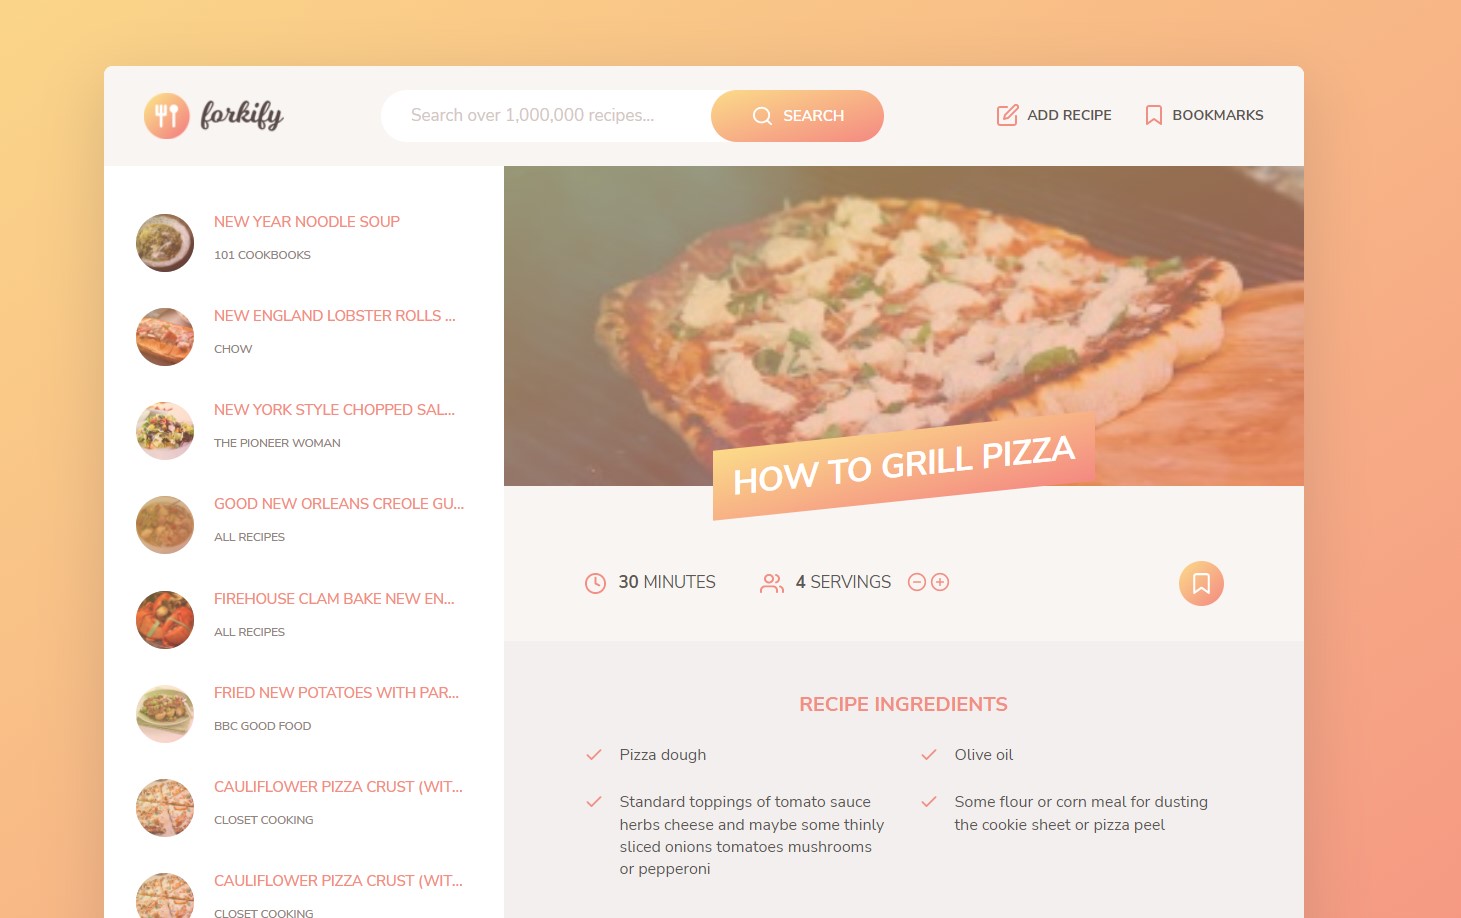 forkify
Search over 1,000,000 recipes...
SEARCH
ADD RECIPE
BOOKMARKS
NEW YEAR NOODLE SOUP
101 COOKBOOKS
NEW ENGLAND LOBSTER ROLLS ...
CHOW
NEW YORK STYLE CHOPPED SAL...
THE PIONEER WOMAN
GOOD NEW ORLEANS CREOLE GU...
ALL RECIPES
FIREHOUSE CLAM BAKE NEW EN...
ALL RECIPES
FRIED NEW POTATOES WITH PAR...
BBC GOOD FOOD
CAULIFLOWER PIZZA CRUST (WIT...
CLOSET COOKING
CAULIFLOWER PIZZA CRUST (WIT...
CLOSET COOKING
HOW TO GRILL PIZZA
30 MINUTES
4 SERVINGS
RECIPE INGREDIENTS
Pizza dough
Olive oil
Standard toppings of tomato sauce
herbs cheese and maybe some thinly
sliced onions tomatoes mushrooms
or pepperoni
Some flour or corn meal for dusting
the cookie sheet or pizza peel